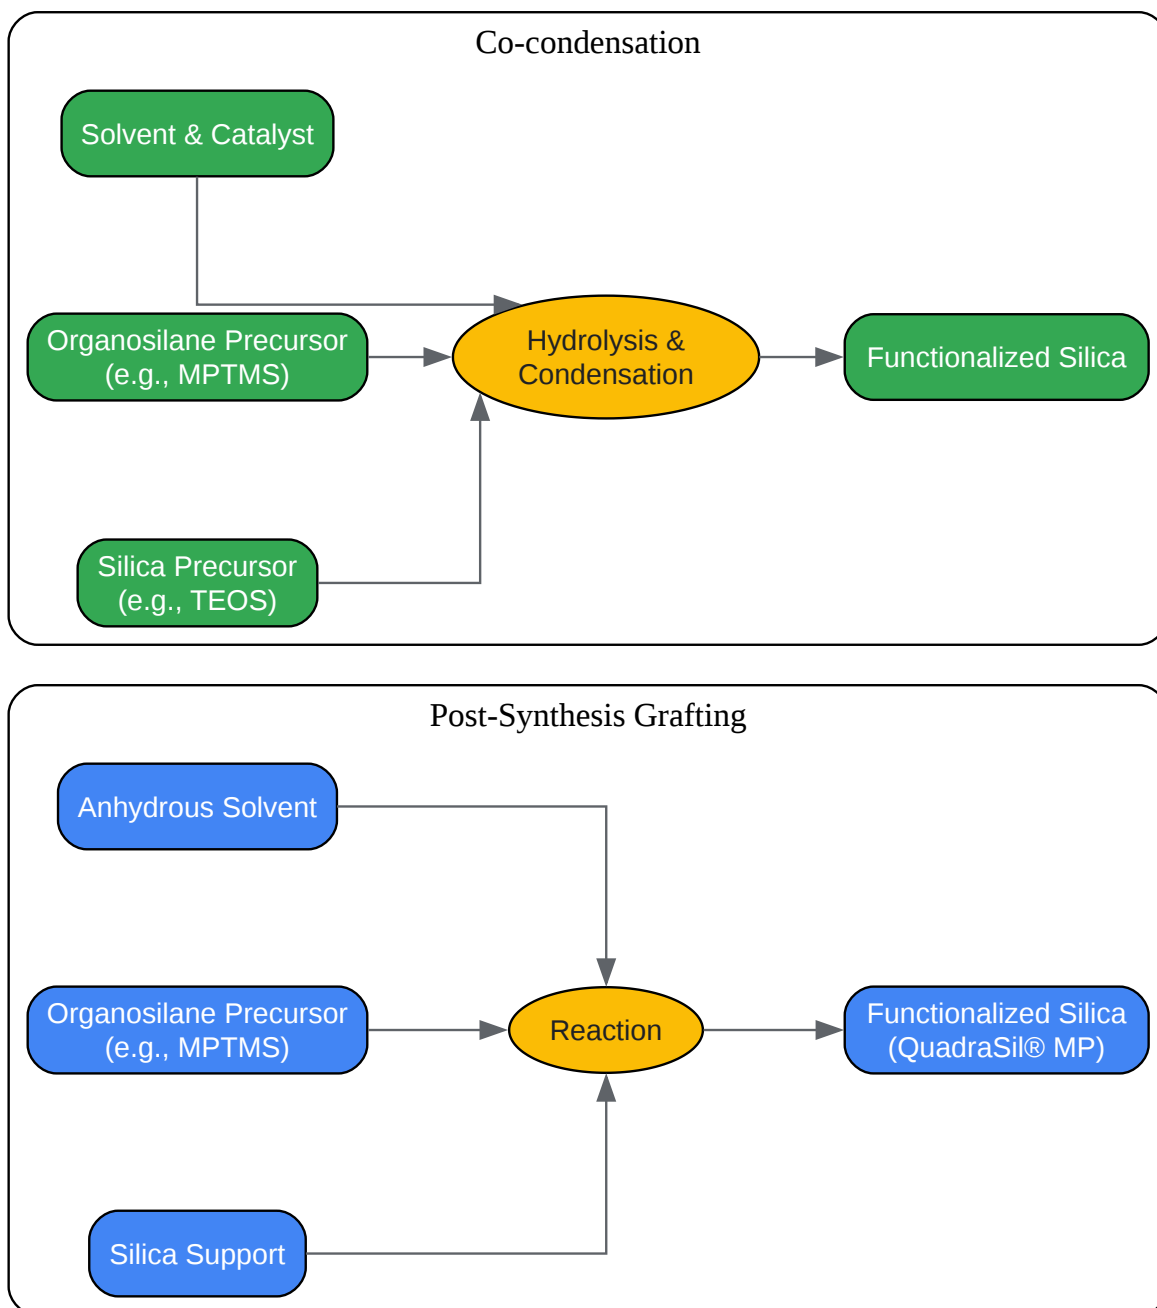 Co-condensation
Solvent & Catalyst
Organosilane Precursor
(e.g., MPTMS)
Hydrolysis &
Condensation
Functionalized Silica
Silica Precursor
(e.g., TEOS)
Post-Synthesis Grafting
Anhydrous Solvent
Organosilane Precursor
(e.g., MPTMS)
Reaction
Functionalized Silica
(QuadraSil® MP)
Silica Support